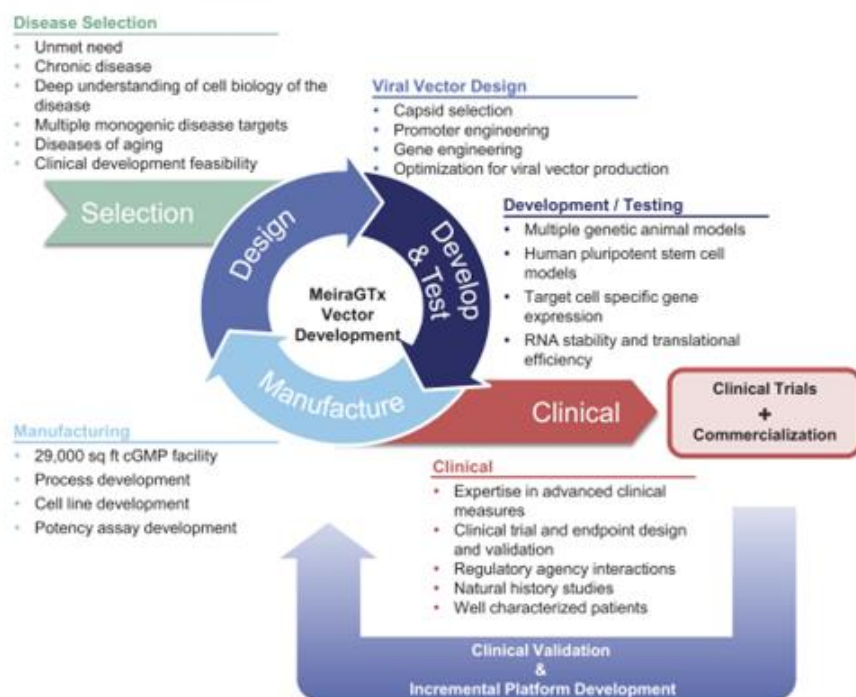 Disease Selection
• Unmet need
• Chronic disease
• Deep understanding of cell biology of the
disease
• Multiple monogenic disease targets
• Diseases of aging
• Clinical development feasibility
Viral Vector Design
• Capsid selection
• Promoter engineering
• Gene engineering
• Optimization for viral vector production
Selection
Design
Develop
& Test
Manufacture
MeiraGTx
Vector
Development
Development / Testing
• Multiple genetic animal models
• Human pluripotent stem cell
models
• Target cell specific gene
expression
• RNA stability and translational
efficiency
Clinical
Clinical Trials
+
Commercialization
Manufacturing
• 29,000 sq ft cGMP facility
• Process development
• Cell line development
• Potency assay development
Clinical
• Expertise in advanced clinical
measures
• Clinical trial and endpoint design
and validation
• Regulatory agency interactions
• Natural history studies
• Well characterized patients
Clinical Validation
&
Incremental Platform Development